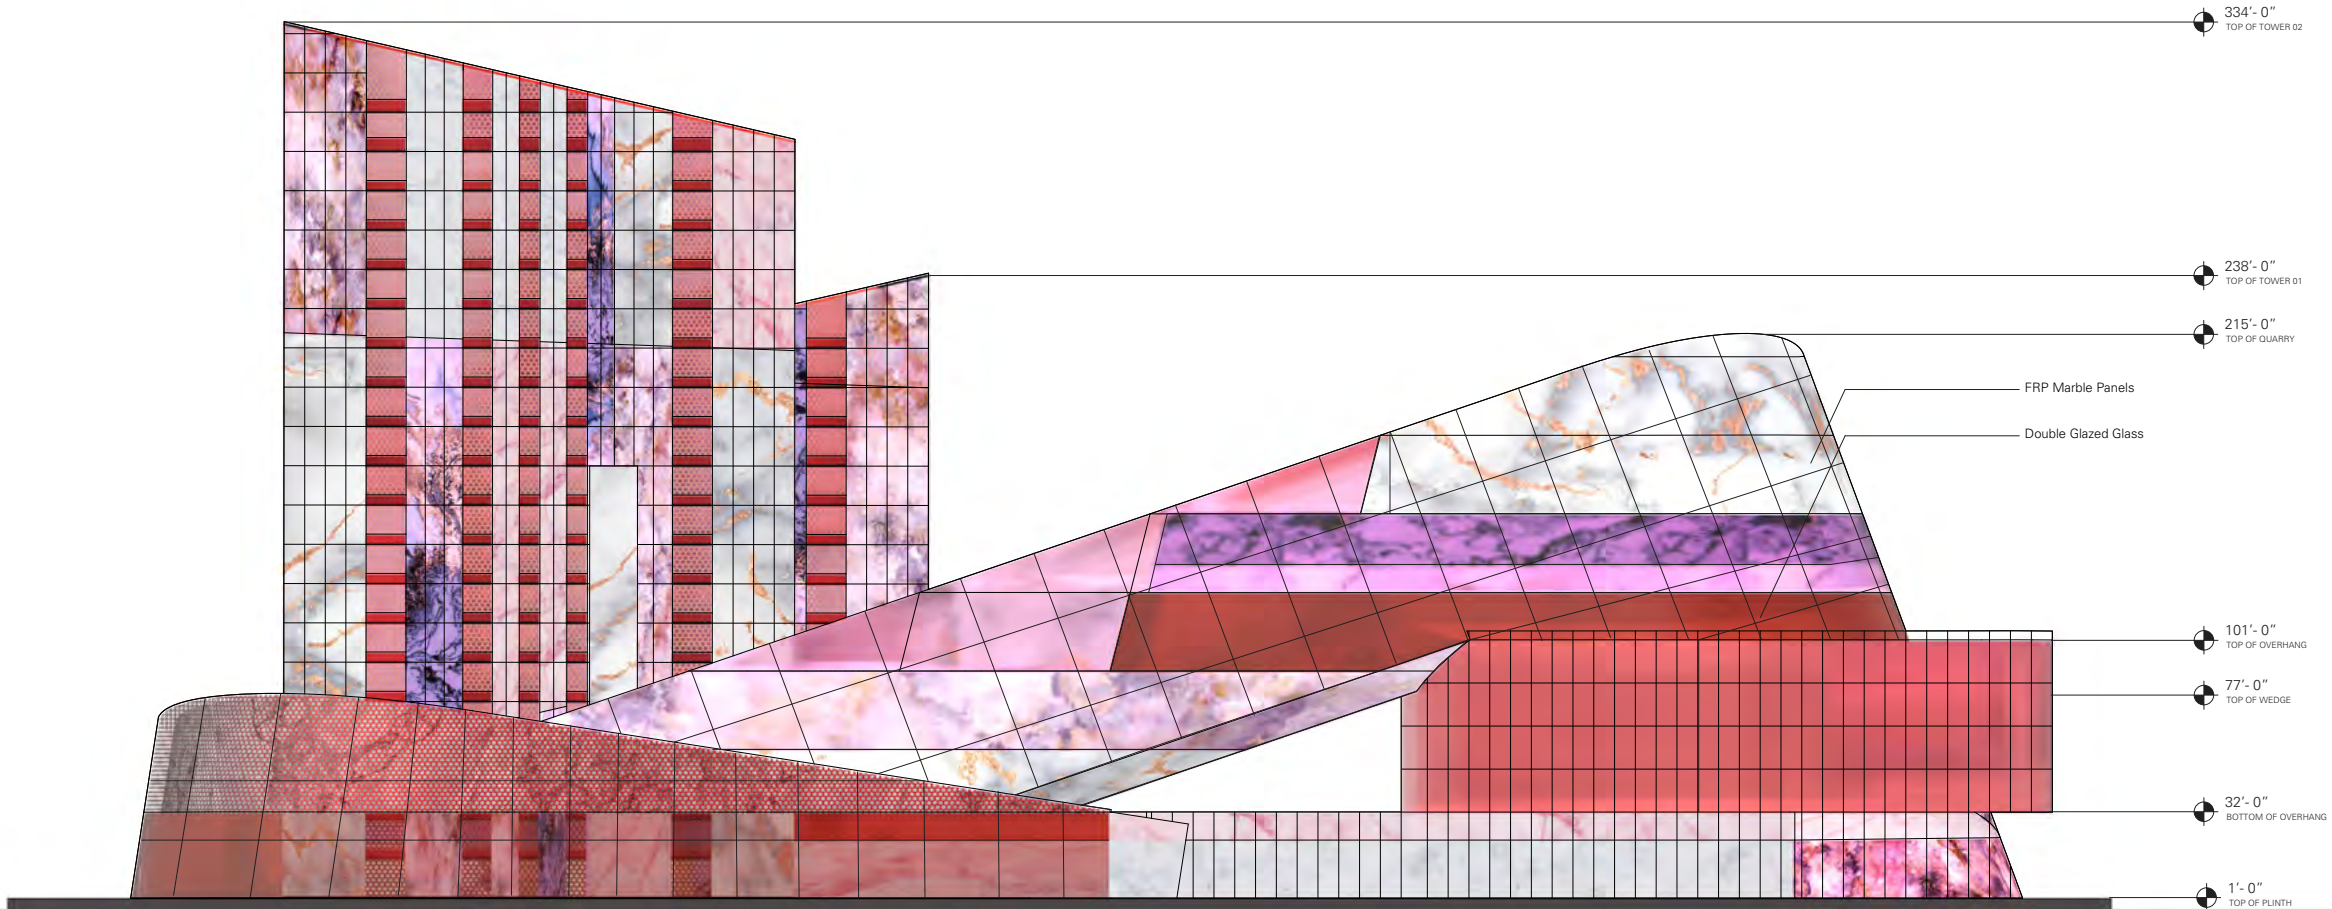 334'- 0"
TOP OF TOWER 02
238'- 0"
TOP OF TOWER 01
215'- 0"
TOP OF QUARRY
FRP Marble Panels
Double Glazed Glass
101'- 0"
TOP OF OVERHANG
77'- 0"
TOP OF WEDGE
32'- 0"
BOTTOM OF OVERHANG
1'- 0"
TOP OF PLINTH